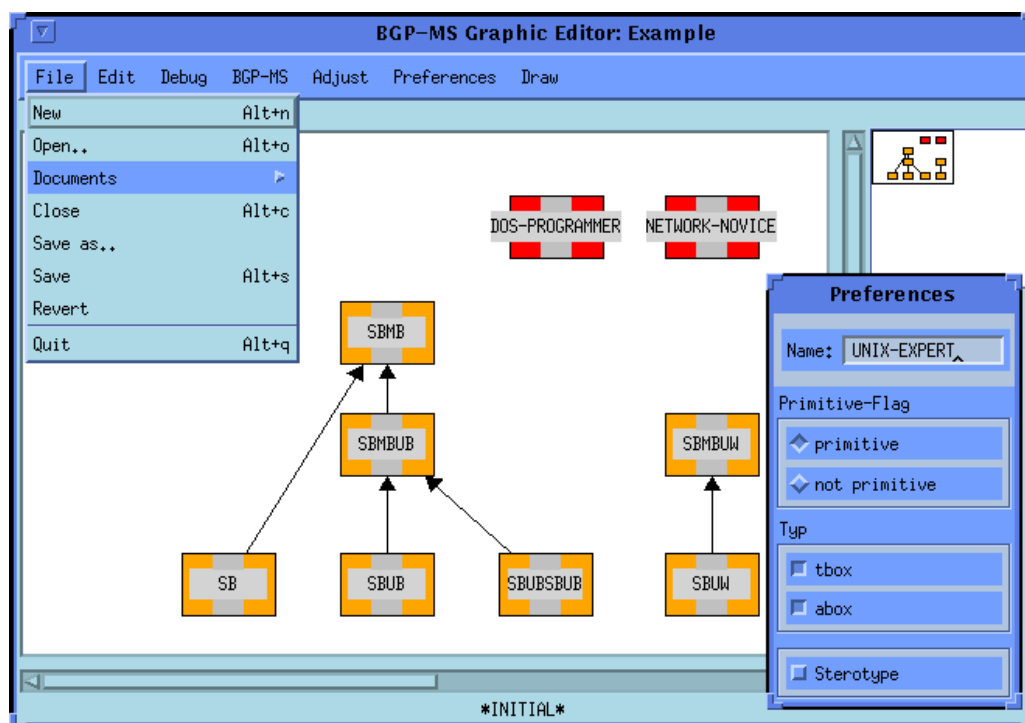 BGP-MS Graphic Editor: Example
File Edit Debug BGP-MS Adjust Preferences Draw
New Alt+n
Open.. Alt+o
Documents
Close Alt+c
Save as..
Save Alt+s
Revert
Quit Alt+q
DOS-PROGRAMMER NETWORK-NOVICE
SBMB
SBMBUB SBMBUW
SB SBUB SBUBSBUB SBUW
Preferences
Name: UNIX-EXPERT
Primitive-Flag
primitive
not primitive
Typ
tbox
abox
Sterotype
*INITIAL*